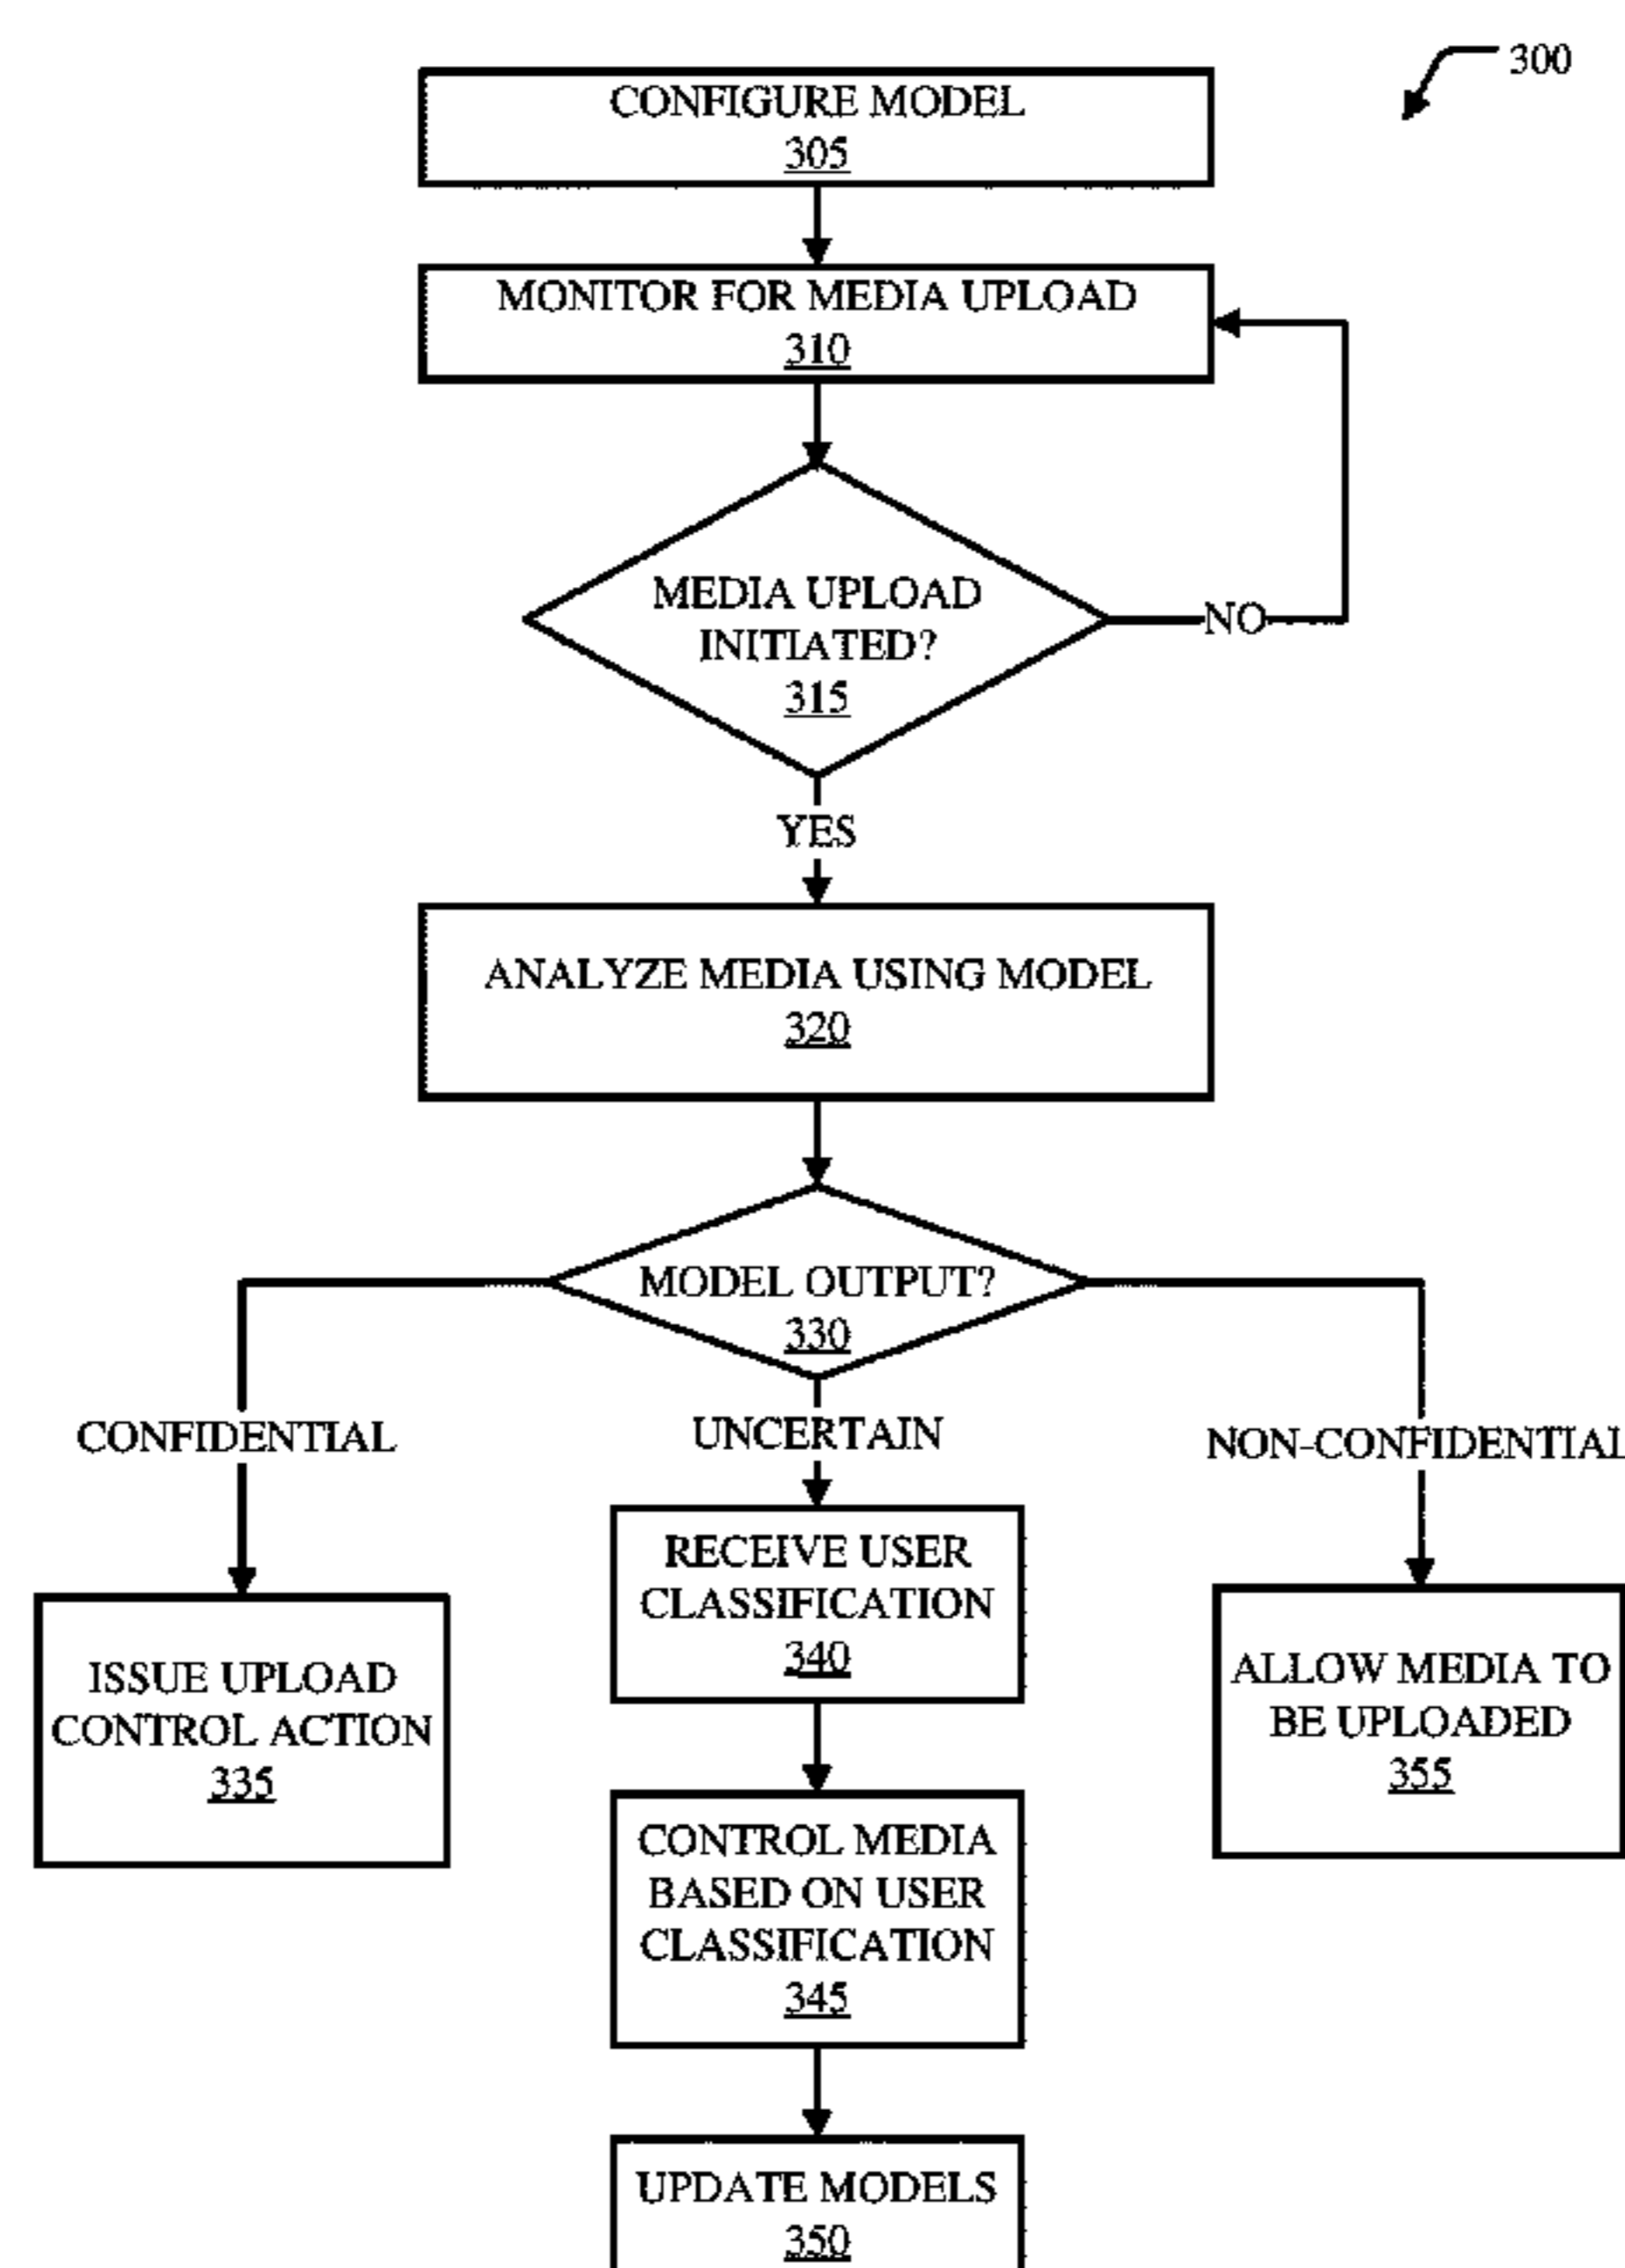 300
CONFIGURE MODEL
305
MONITOR FOR MEDIA UPLOAD
310
MEDIA UPLOAD
INITIATED?
315
NO
YES
ANALYZE MEDIA USING MODEL
320
MODEL OUTPUT?
330
CONFIDENTIAL
UNCERTAIN
NON-CONFIDENTIAL
ISSUE UPLOAD
CONTROL ACTION
335
RECEIVE USER
CLASSIFICATION
340
CONTROL MEDIA
BASED ON USER
CLASSIFICATION
345
UPDATE MODELS
350
ALLOW MEDIA TO
BE UPLOADED
355